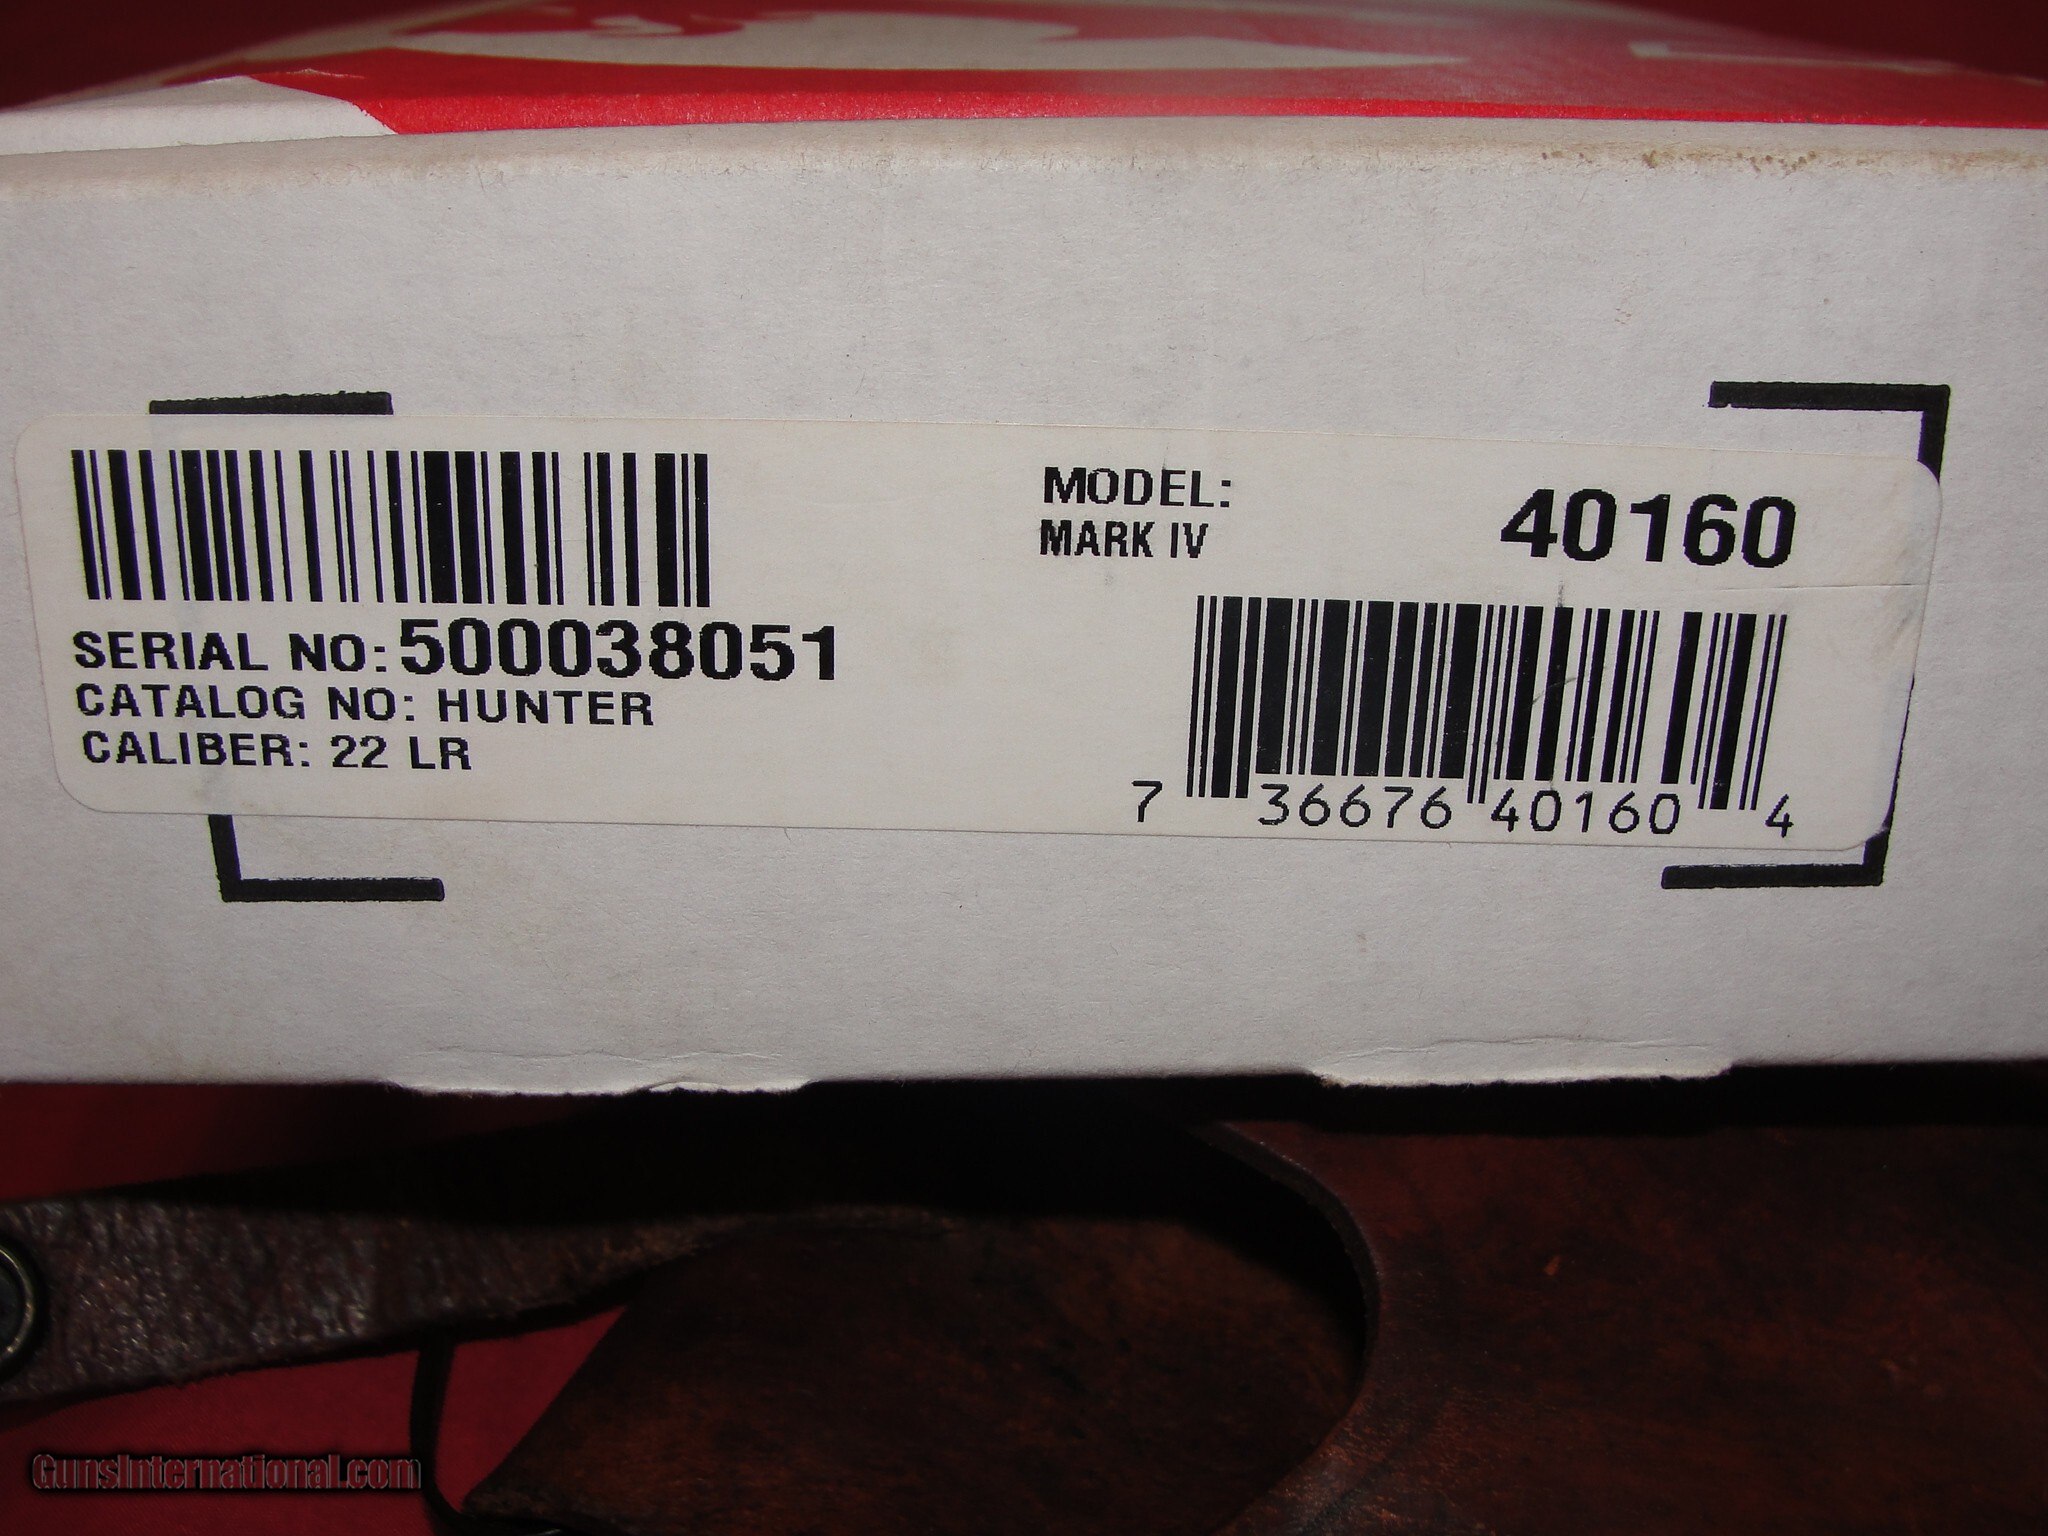 SERIAL NO: 500038051
CATALOG NO: HUNTER
CALIBER: 22 LR
MODEL:
MARK IV
40160
7 36676 40160 4
GunsInternational.com